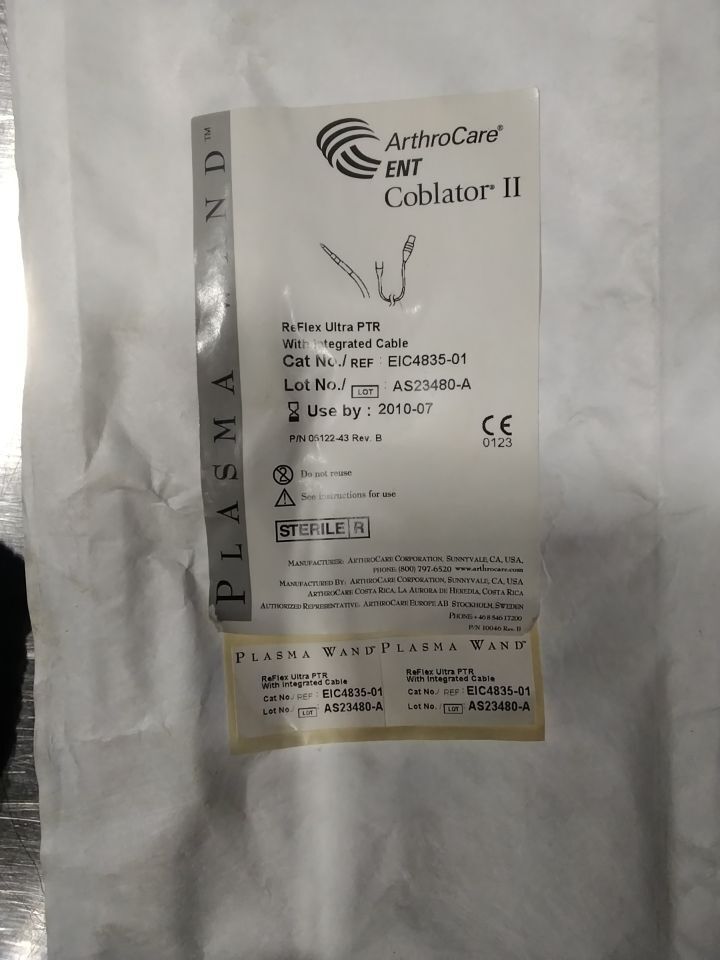 PLASMA WAND™
ArthroCare®
ENT
Coblator® II
ReFlex Ultra PTR
With Integrated Cable
Cat No./ REF : EIC4835-01
Lot No./ LOT : AS23480-A
Use by : 2010-07
P/N 06122-43 Rev. B
CE
0123
Do not reuse
See instructions for use
STERILE R
MANUFACTURER: ARTHROCARE CORPORATION, SUNNYVALE, CA, USA,
PHONE: (800) 797-6520 www.arthrocare.com
MANUFACTURED BY: ARTHROCARE CORPORATION, SUNNYVALE, CA, USA
ARTHROCARE COSTA RICA, LA AURORA DE HEREDIA, COSTA RICA
AUTHORIZED REPRESENTATIVE: ARTHROCARE EUROPE AB STOCKHOLM, SWEDEN
PHONE: +46 8 546 17200
P/N 10046 Rev. B
PLASMA WAND™
ReFlex Ultra PTR
With Integrated Cable
Cat No./ REF : EIC4835-01
Lot No./ LOT : AS23480-A
PLASMA WAND™
ReFlex Ultra PTR
With Integrated Cable
Cat No./ REF : EIC4835-01
Lot No. / LOT : AS23480-A